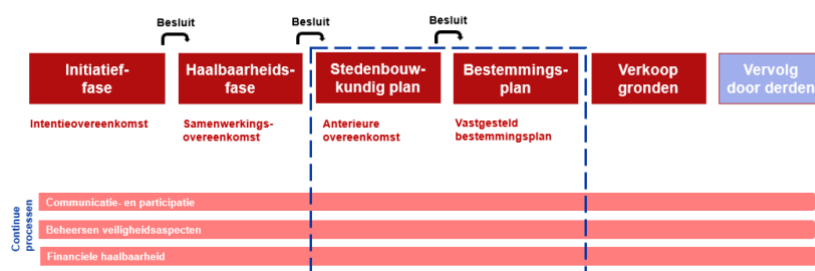 Besluit
Besluit
Besluit
Initiatief-
fase
Haalbaarheids-
fase
Stedenbouw-
kundig plan
Bestemmings-
plan
Verkoop
gronden
Vervolg
door derden
Intentieovereenkomst
Samenwerkings-
overeenkomst
Anterieure
overeenkomst
Vastgesteld
bestemmingsplan
Continue
processen
Communicatie- en participatie
Beheersen veiligheidsaspecten
Financiele haalbaarheid